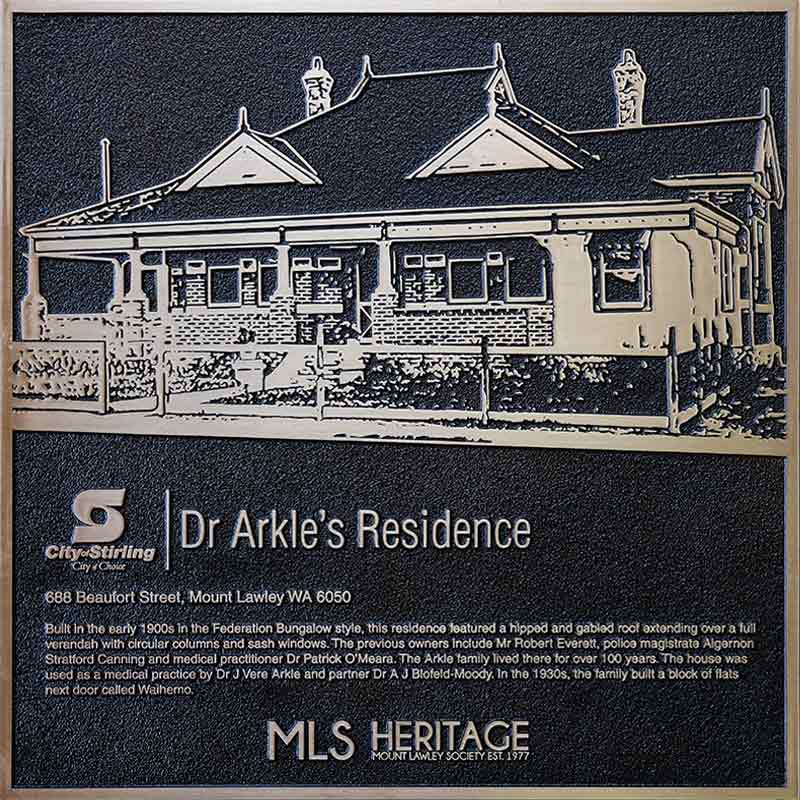 City of Stirling
City of Choice
Dr Arkle's Residence
688 Beaufort Street, Mount Lawley WA 6050
Built in the early 1900s in the Federation Bungalow style, this residence featured a hipped and gabled roof extending over a full
verandah with circular columns and sash windows. The previous owners include Mr Robert Everett, police magistrate Algernon
Stratford Canning and medical practitioner Dr Patrick O'Meara. The Arkle family lived there for over 100 years. The house was
used as a medical practice by Dr J Vere Arkle and partner Dr A J Blofeld-Moody. In the 1930s, the family built a block of flats
next door called Waihemo.
MLS HERITAGE
MOUNT LAWLEY SOCIETY EST. 1977